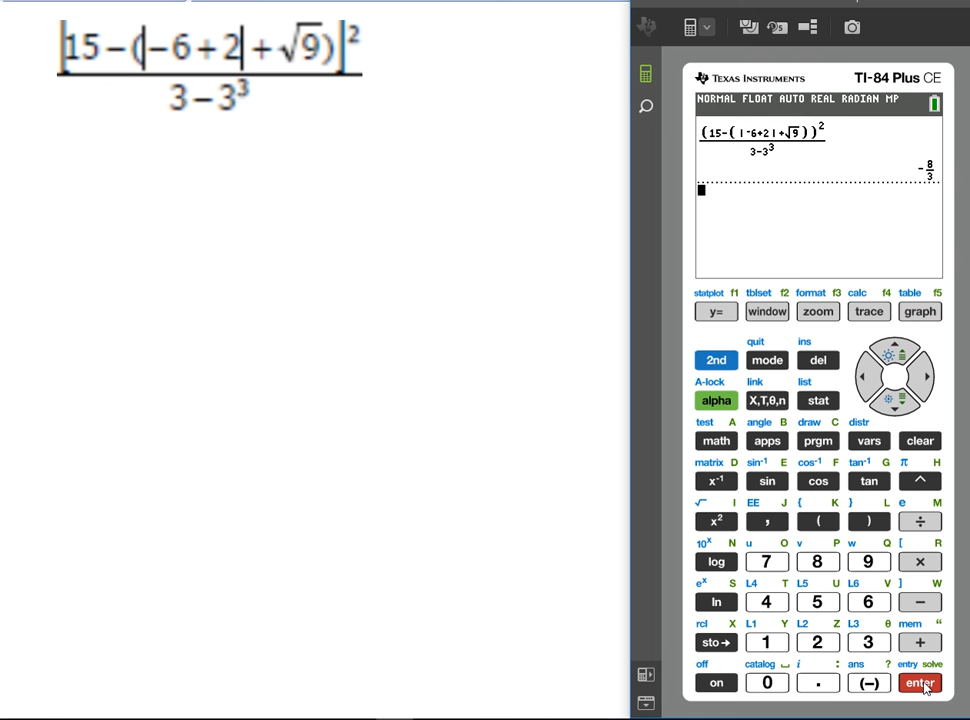 [15-(|-6+2|+√9)]²
3-3³
TEXAS INSTRUMENTS TI-84 Plus CE
NORMAL FLOAT AUTO REAL RADIAN MP
(15-(|-6+2|+√9))²
3-3³
-8/3
statplot f1 tblset f2 format f3 calc f4 table f5
y= window zoom trace graph
quit ins
2nd mode del
A-lock link list
alpha X,T,θ,n stat
test A angle B draw C distr
math apps prgm vars clear
matrix D sin⁻¹ E cos⁻¹ F tan⁻¹ G π H
x⁻¹ sin cos tan ^
√ I EE J { K } L e M
x² , ( ) ÷
10ˣ N u O v P w Q [ R
log 7 8 9 ×
eˣ S L4 T L5 U L6 V ] W
ln 4 5 6 −
rcl X L1 Y L2 Z L3 θ mem “
sto→ 1 2 3 +
off catalog ⎵ i : ans ? entry solve
on 0 . (−) enter